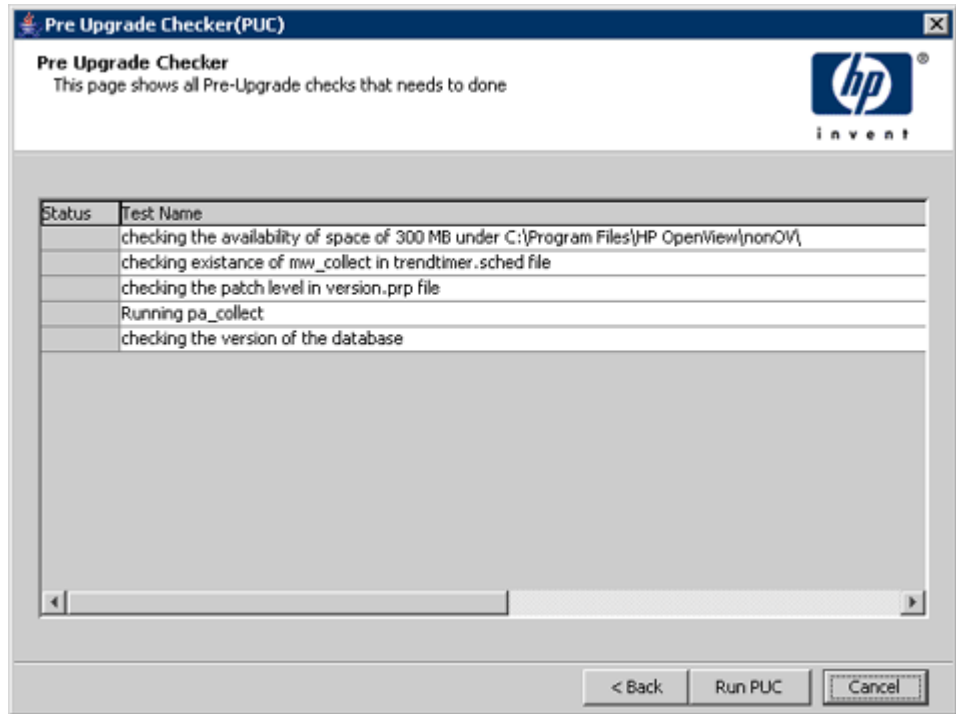 Pre Upgrade Checker(PUC)
Pre Upgrade Checker
This page shows all Pre-Upgrade checks that needs to done
hp ®
invent
Status Test Name
checking the availability of space of 300 MB under C:\Program Files\HP OpenView\nonOV\
checking existance of mw_collect in trendtimer.sched file
checking the patch level in version.prp file
Running pa_collect
checking the version of the database
< Back Run PUC Cancel